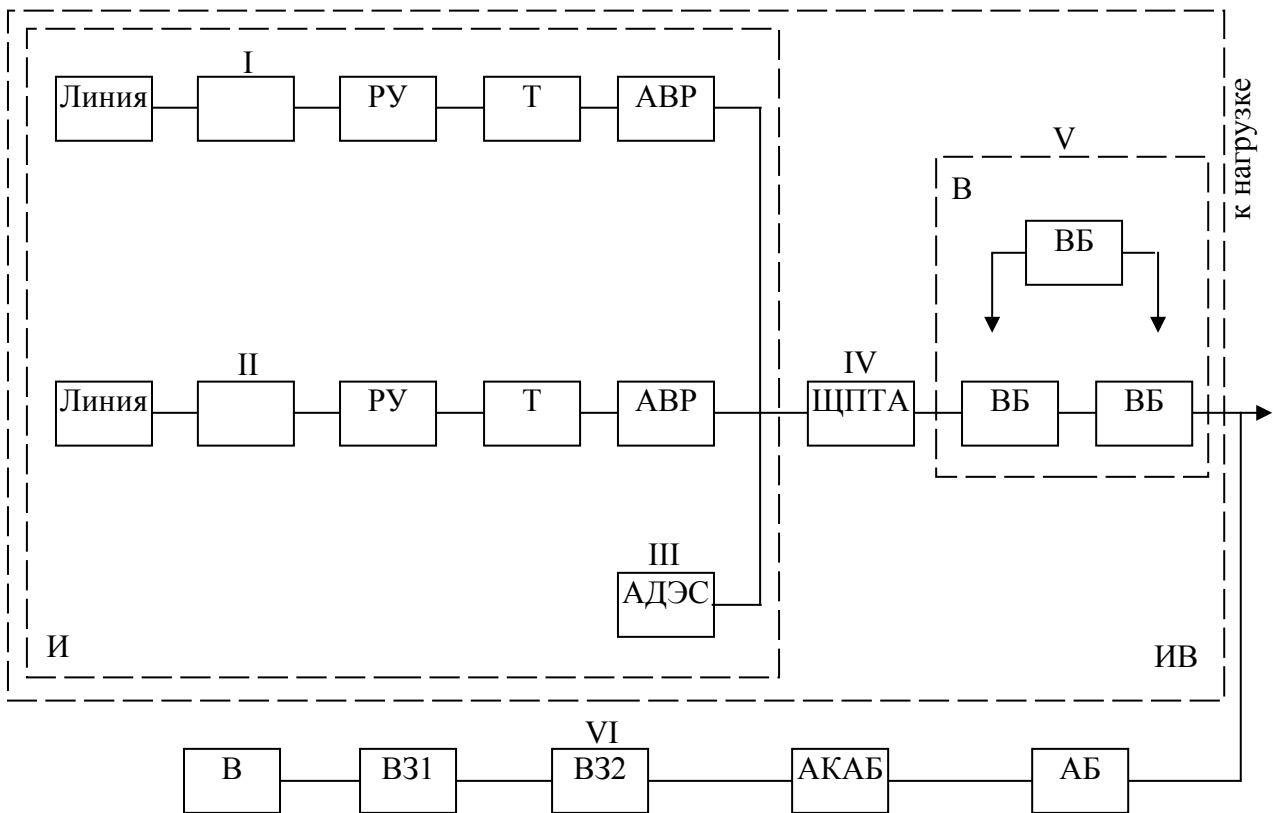 I
Линия
РУ
Т
АВР
к нагрузке
V
В
ВБ
II
Линия
РУ
Т
АВР
IV
ЩПТА
ВБ
ВБ
III
АДЭС
И
ИВ
VI
В
ВЗ1
ВЗ2
АКАБ
АБ